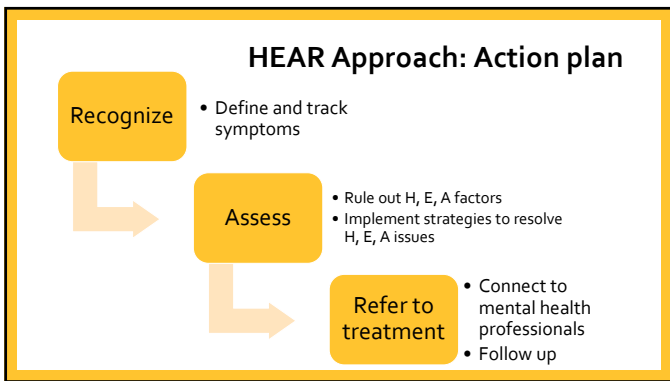 HEAR Approach: Action plan
Recognize
• Define and track
symptoms
Assess
• Rule out H, E, A factors
• Implement strategies to resolve
H, E, A issues
Refer to
treatment
• Connect to
mental health
professionals
• Follow up